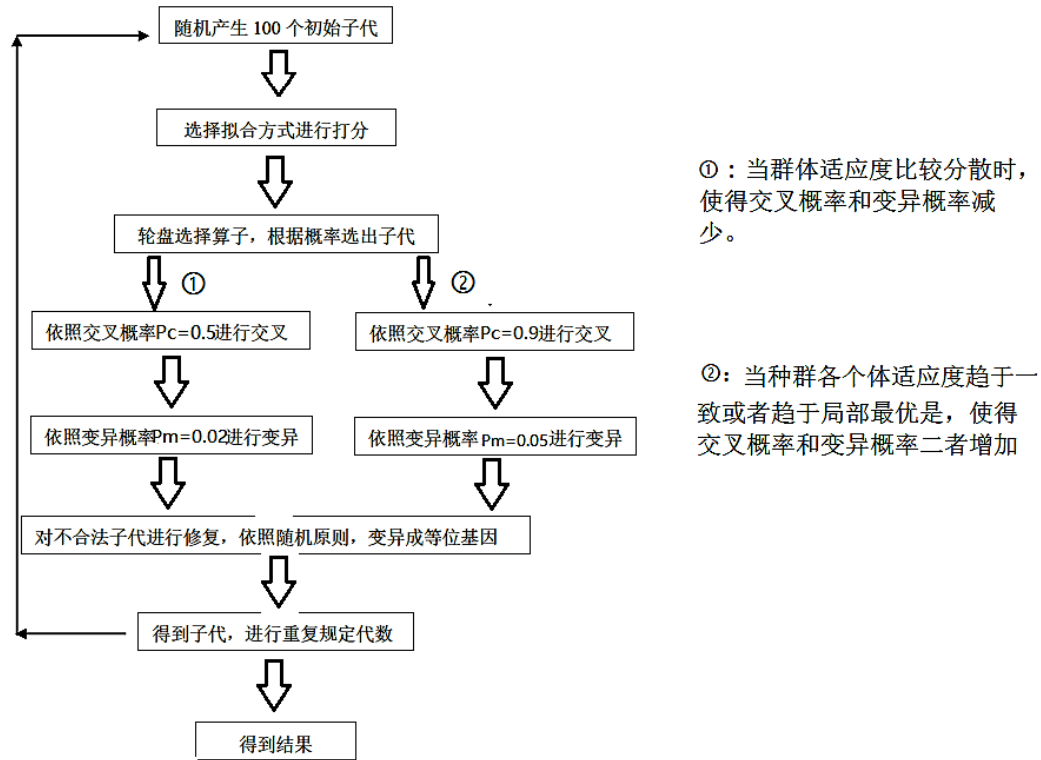 随机产生 100 个初始子代
选择拟合方式进行打分
轮盘选择算子，根据概率选出子代
① ②
依照交叉概率Pc=0.5进行交叉
依照交叉概率Pc=0.9进行交叉
依照变异概率Pm=0.02进行变异
依照变异概率 Pm=0.05 进行变异
对不合法子代进行修复，依照随机原则，变异成等位基因
得到子代，进行重复规定代数
得到结果
①：当群体适应度比较分散时，
使得交叉概率和变异概率减
少。
②：当种群各个体适应度趋于一
致或者趋于局部最优是，使得
交叉概率和变异概率二者增加